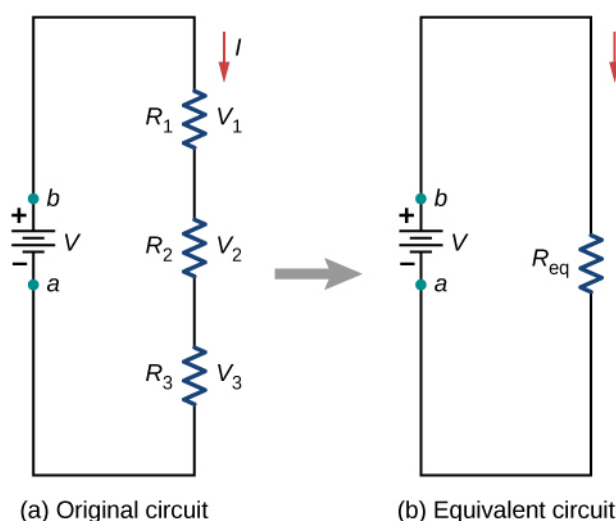 I
R1 V1
b
+
V
R2 V2
−
a
R3 V3
(a) Original circuit
b
+
V
Req
−
a
(b) Equivalent circuit